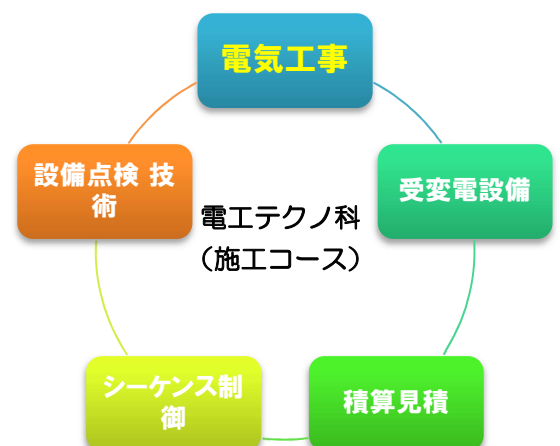 電気工事
設備点検 技
術
受変電設備
電工テクノ科
（施工コース）
シーケンス制
御
積算見積